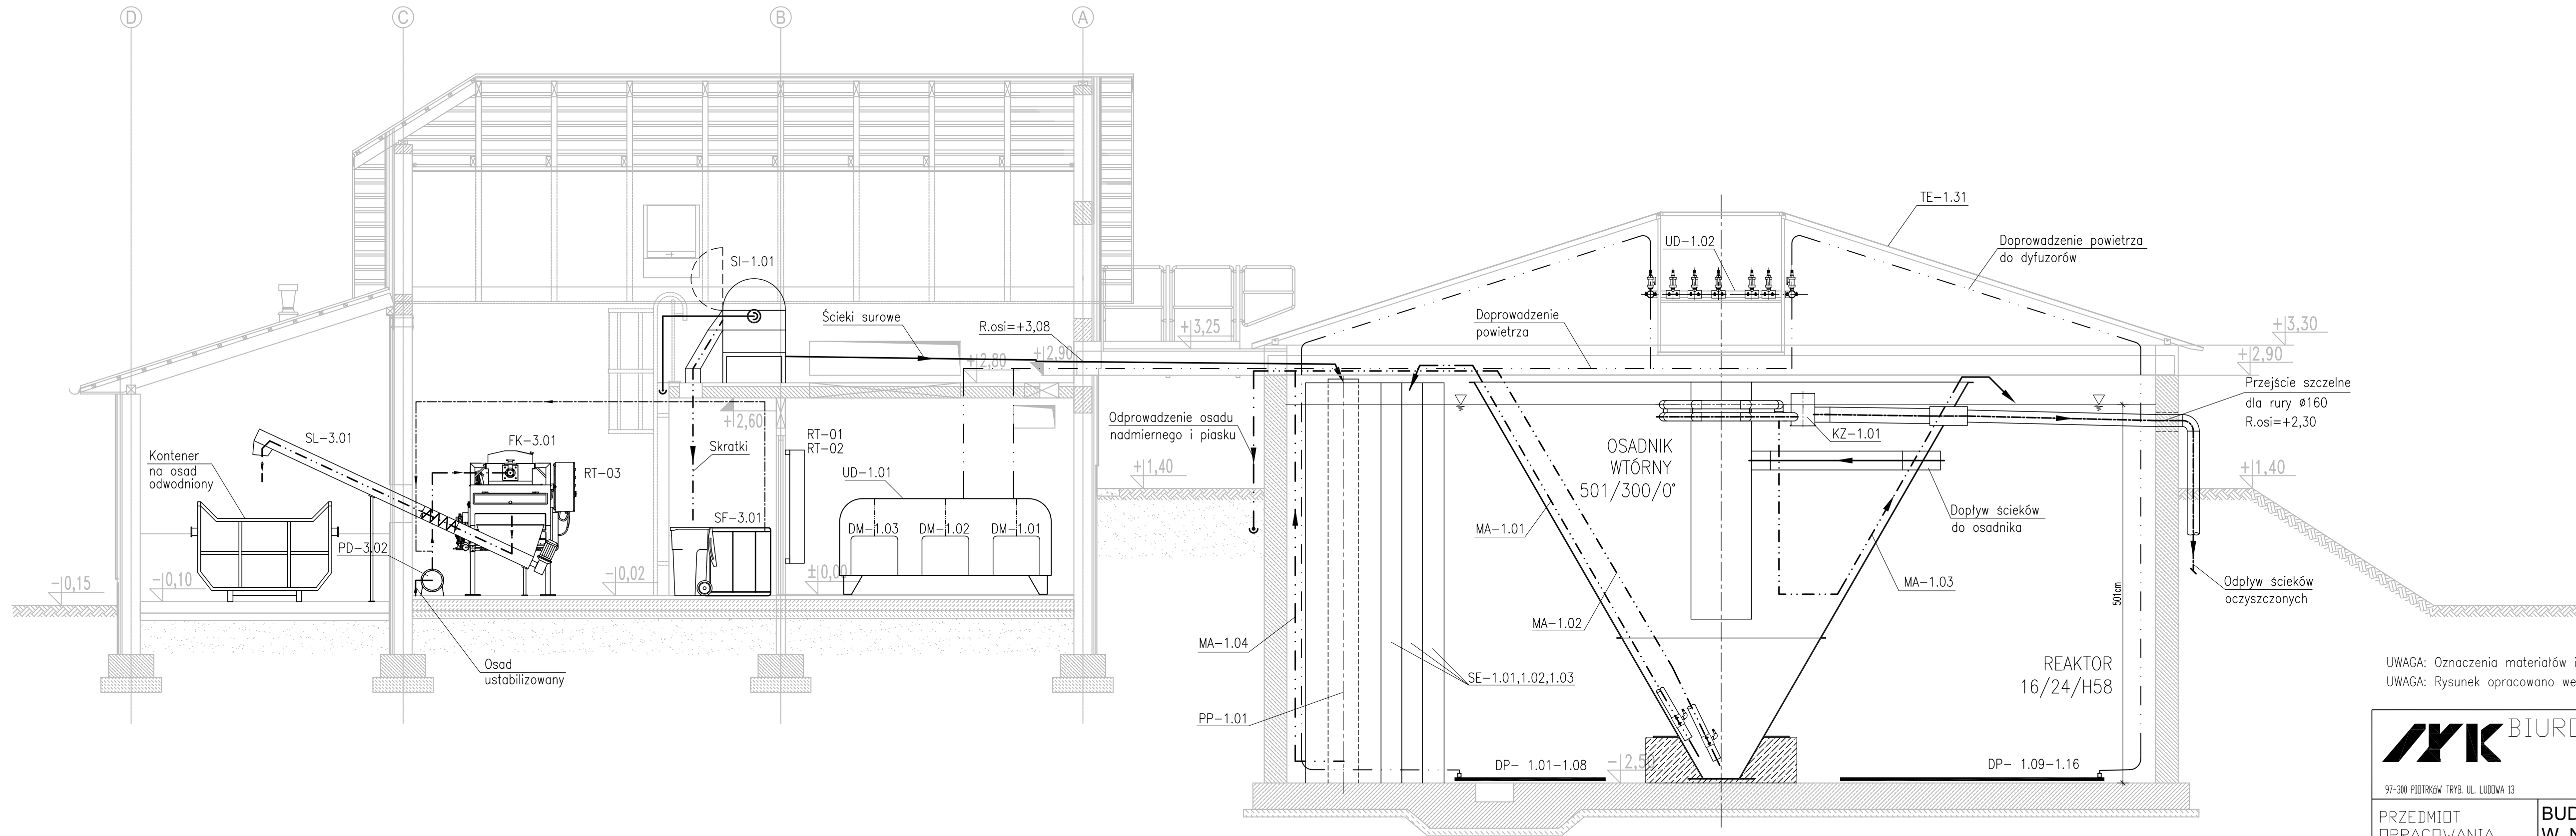 D
C
B
A
SI-1.01
Ścieki surowe
R.osi=+3,08
+3,25
+2,80
+2,90
+2,60
SL-3.01
FK-3.01
RT-03
Kontener
na osad
odwodniony
PD-3.02
Skratki
SF-3.01
RT-01
RT-02
UD-1.01
DM-1.03
DM-1.02
DM-1.01
-0,15
-0,10
-0,02
±0,00
Osad
ustabilizowany
TE-1.31
UD-1.02
Doprowadzenie powietrza
do dyfuzorów
Doprowadzenie
powietrza
+3,30
+2,90
Przejście szczelne
dla rury ø160
R.osi=+2,30
Odprowadzenie osadu
nadmiernego i piasku
+1,40
KZ-1.01
OSADNIK
WTÓRNY
501/300/0°
+1,40
MA-1.01
Dopływ ścieków
do osadnika
MA-1.03
Odpływ ścieków
oczyszczonych
501cm
MA-1.02
MA-1.04
SE-1.01,1.02,1.03
PP-1.01
REAKTOR
16/24/H58
DP- 1.01-1.08
DP- 1.09-1.16
UWAGA: Oznaczenia materiałów
UWAGA: Rysunek opracowano
97-300 PIOTRKóW TRYB. UL. LUDOWA 13
PRZEDMIOT
OPRACOWANIA